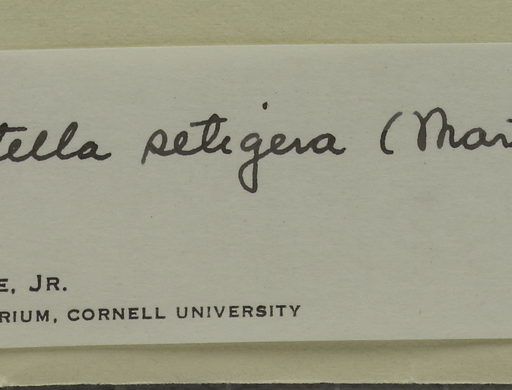 tella setigera (Mar
E, JR.
RIUM, CORNELL UNIVERSITY